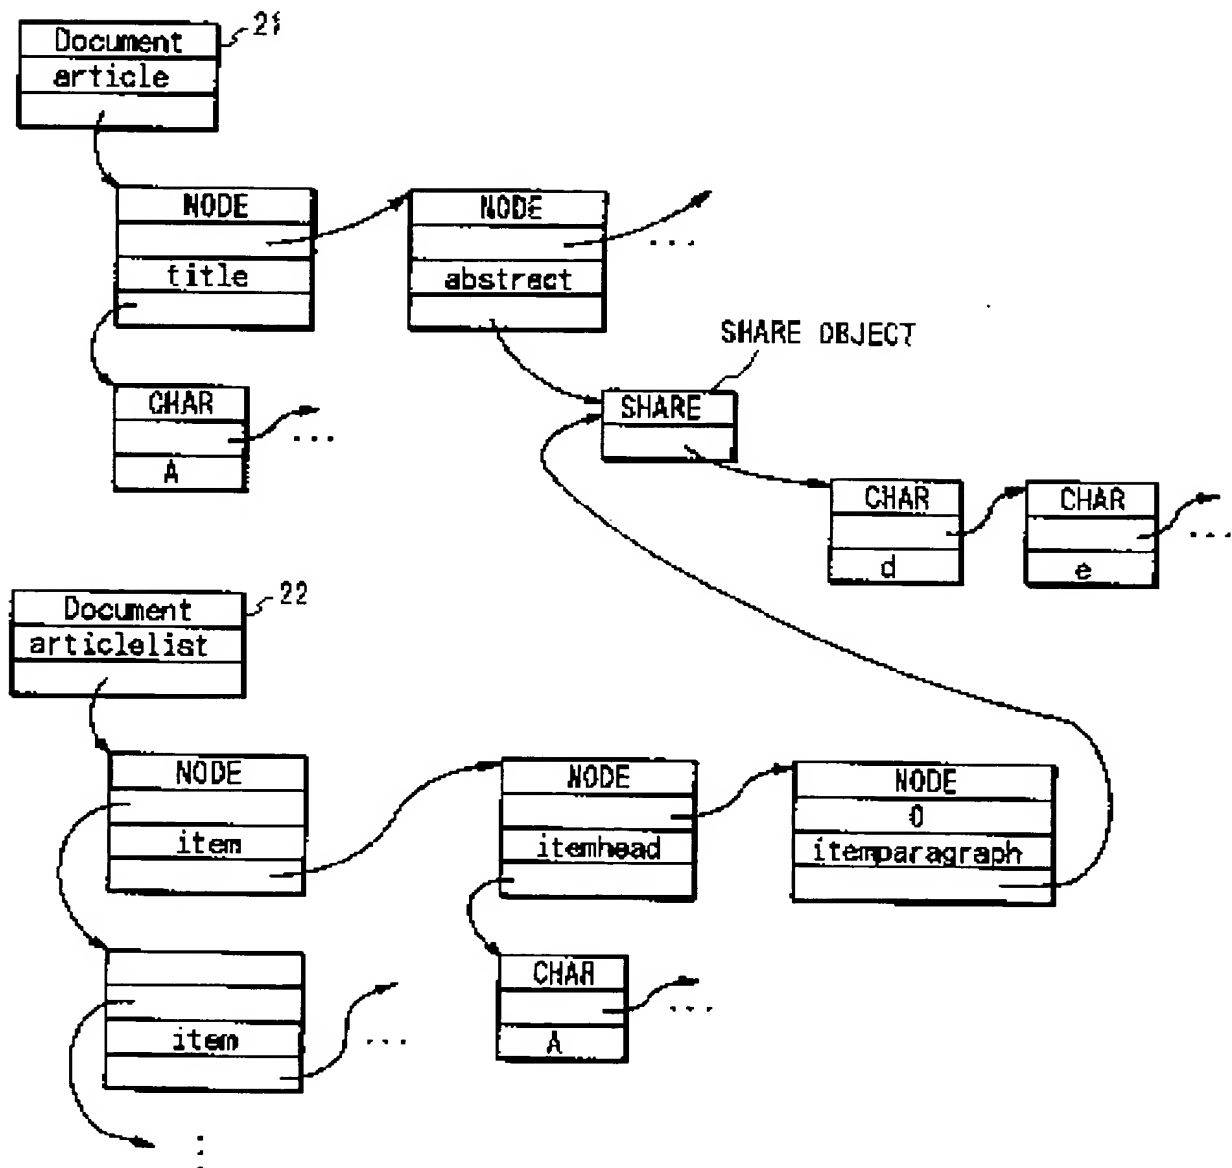 Document
21
article
NODE
NODE
...
title
abstract
SHARE OBJECT
CHAR
SHARE
...
A
CHAR
CHAR
...
d
e
Document
22
articlelist
NODE
NODE
NODE
0
item
itemhead
itemparagraph
CHAR
...
item
...
A